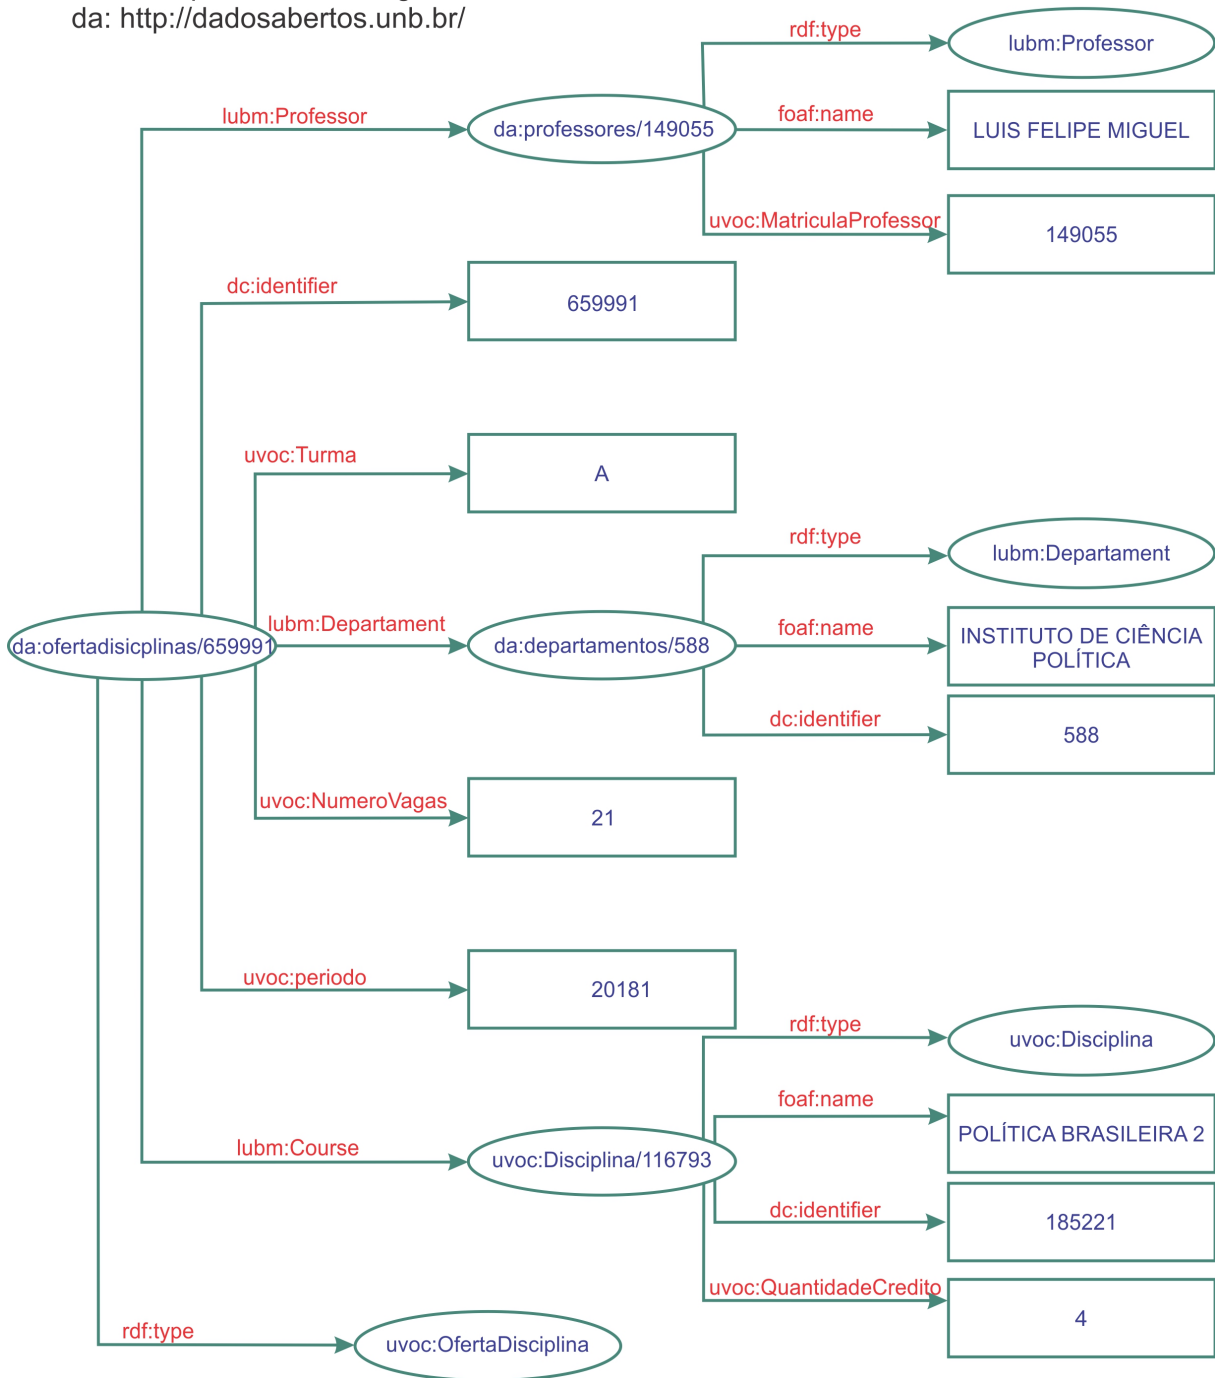 da: http://dadosabertos.unb.br/
rdf:type
lubm:Professor
lubm:Professor
da:professores/149055
foaf:name
LUIS FELIPE MIGUEL
uvoc:MatriculaProfessor
149055
dc:identifier
659991
uvoc:Turma
A
rdf:type
lubm:Departament
da:ofertadisicplinas/659991
lubm:Departament
da:departamentos/588
foaf:name
INSTITUTO DE CIÊNCIA
POLÍTICA
dc:identifier
588
uvoc:NumeroVagas
21
uvoc:periodo
20181
rdf:type
uvoc:Disciplina
foaf:name
POLÍTICA BRASILEIRA 2
lubm:Course
uvoc:Disciplina/116793
dc:identifier
185221
uvoc:QuantidadeCredito
4
rdf:type
uvoc:OfertaDisciplina